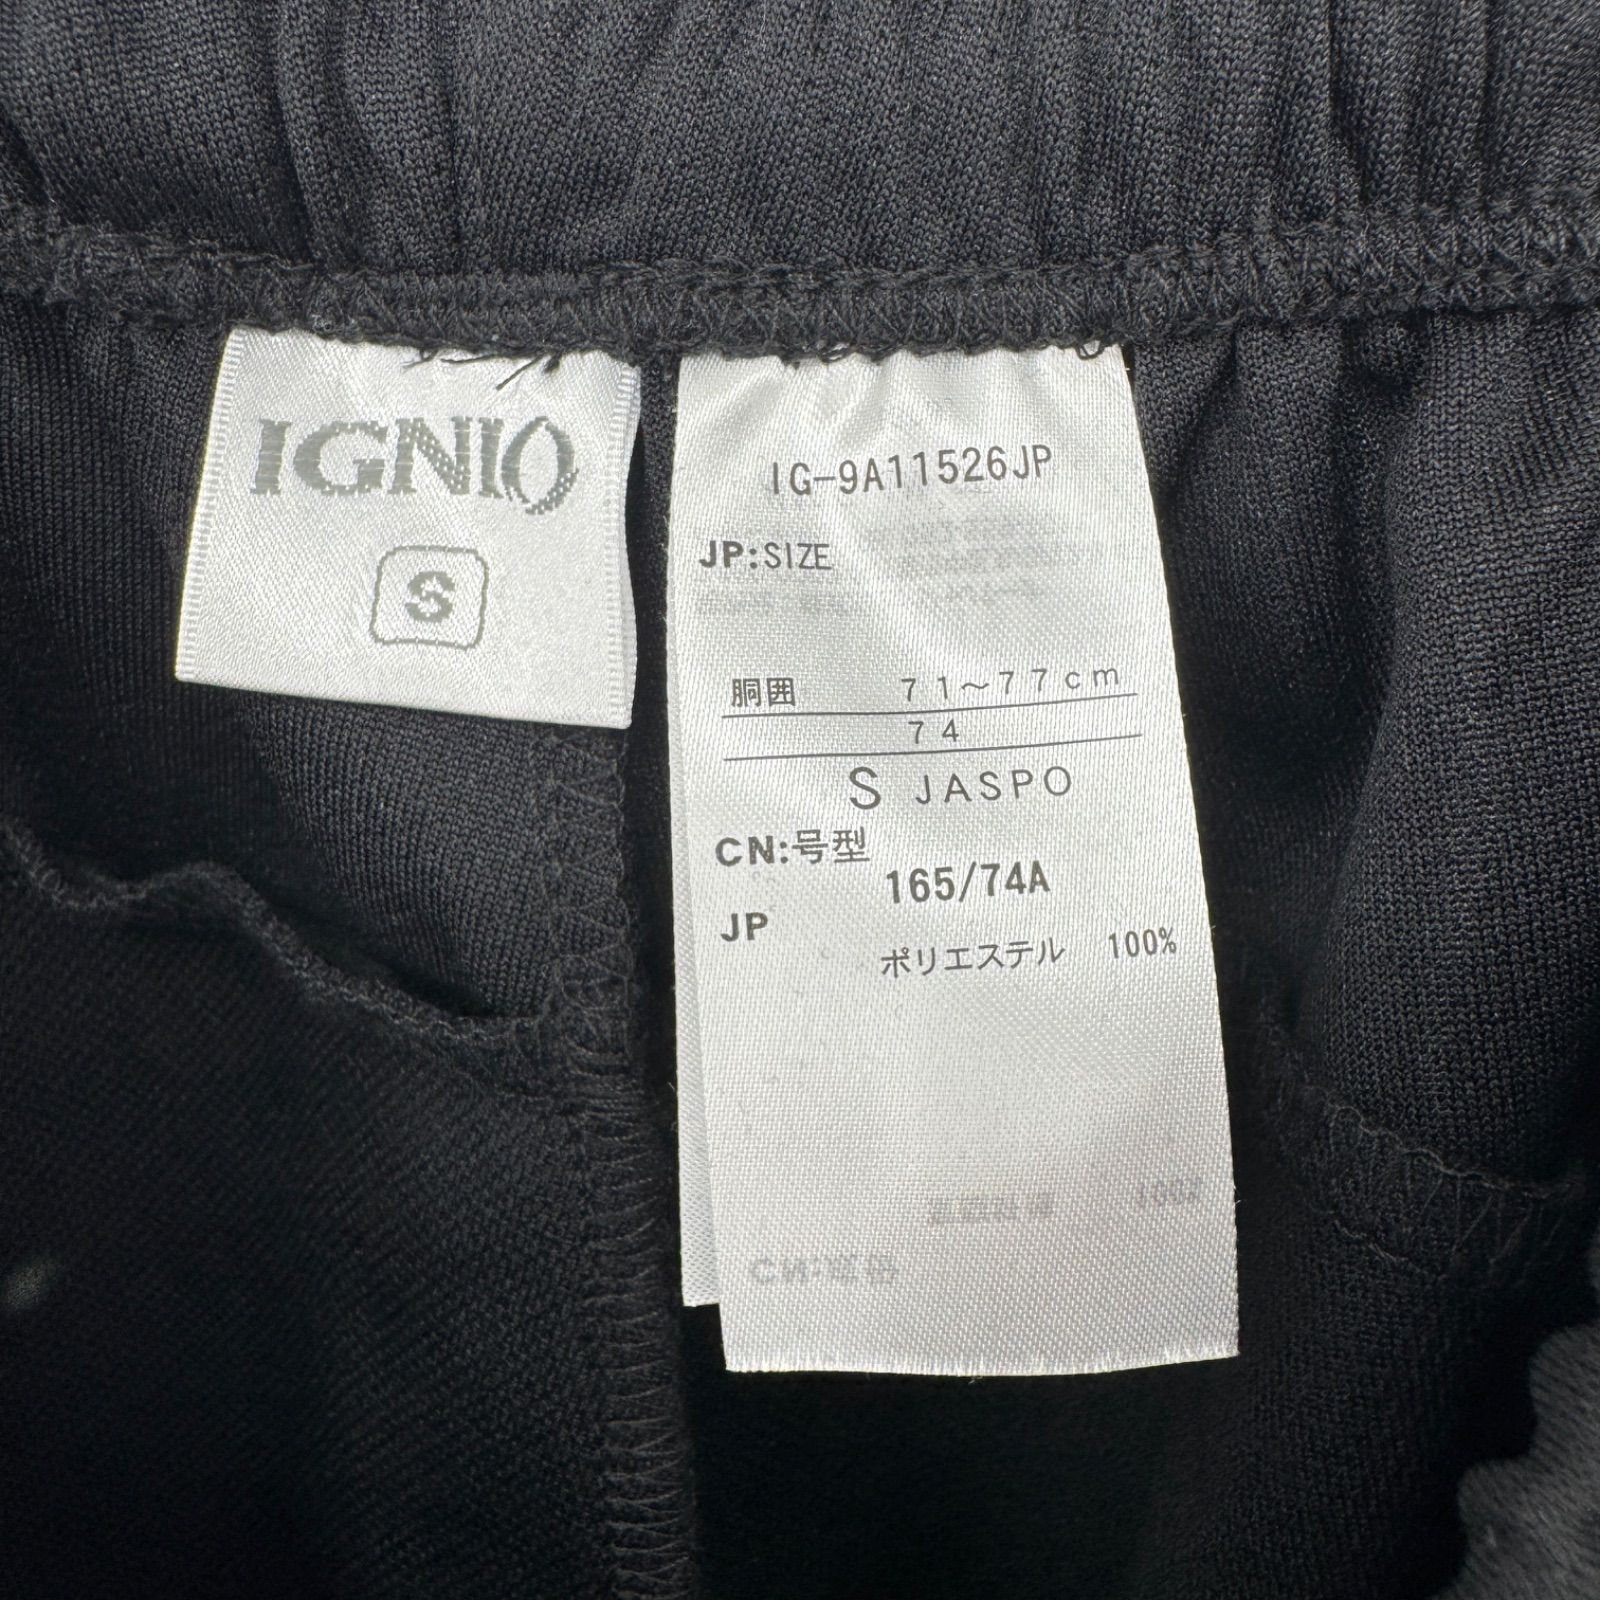 IGNIO
S
IG-9A11526JP
JP:SIZE
胴囲 71〜77cm
74
S JASPO
CN:号型
165/74A
JP
ポリエステル 100%